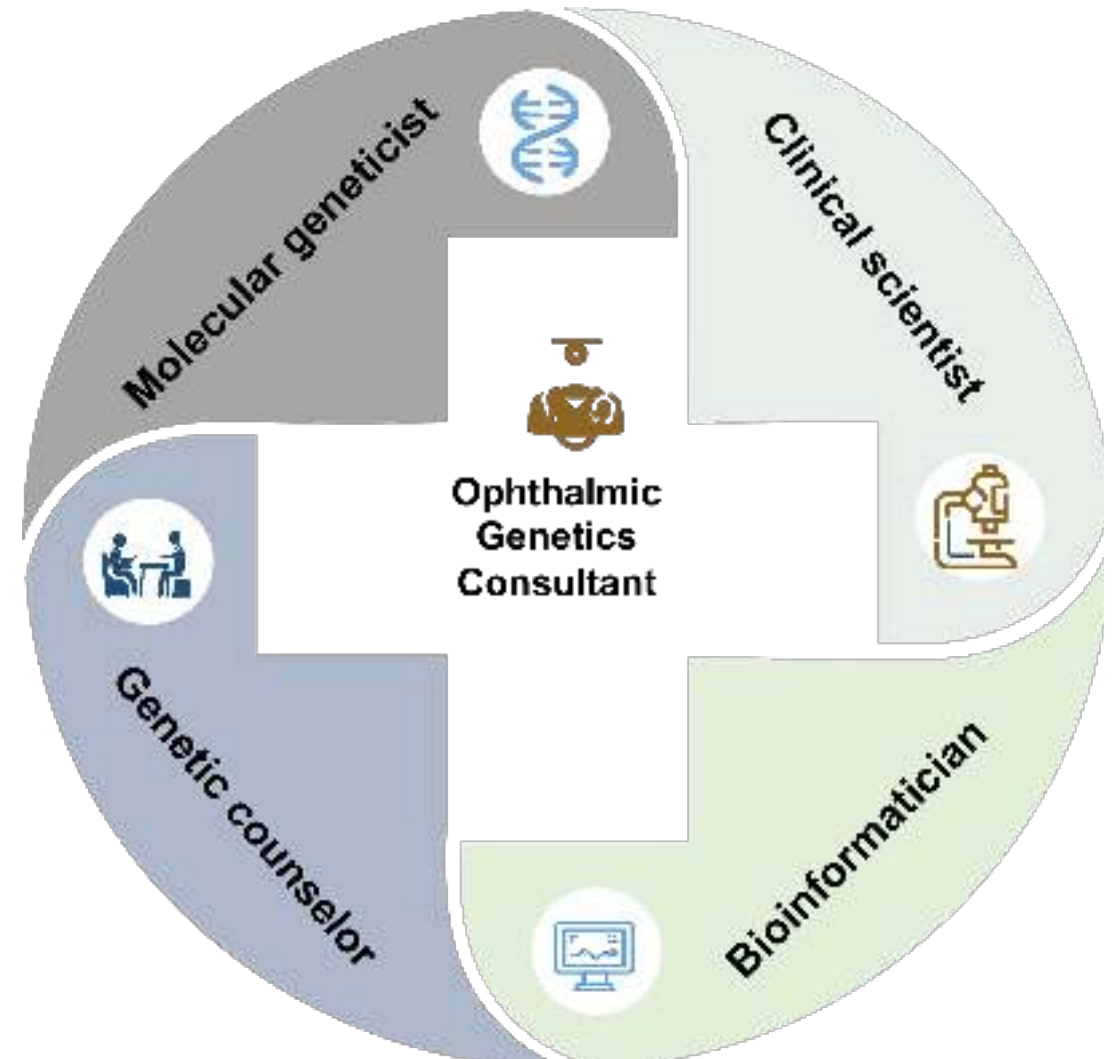 Molecular geneticist
Clinical scientist
Ophthalmic
Genetics
Consultant
Genetic counselor
Bioinformatician